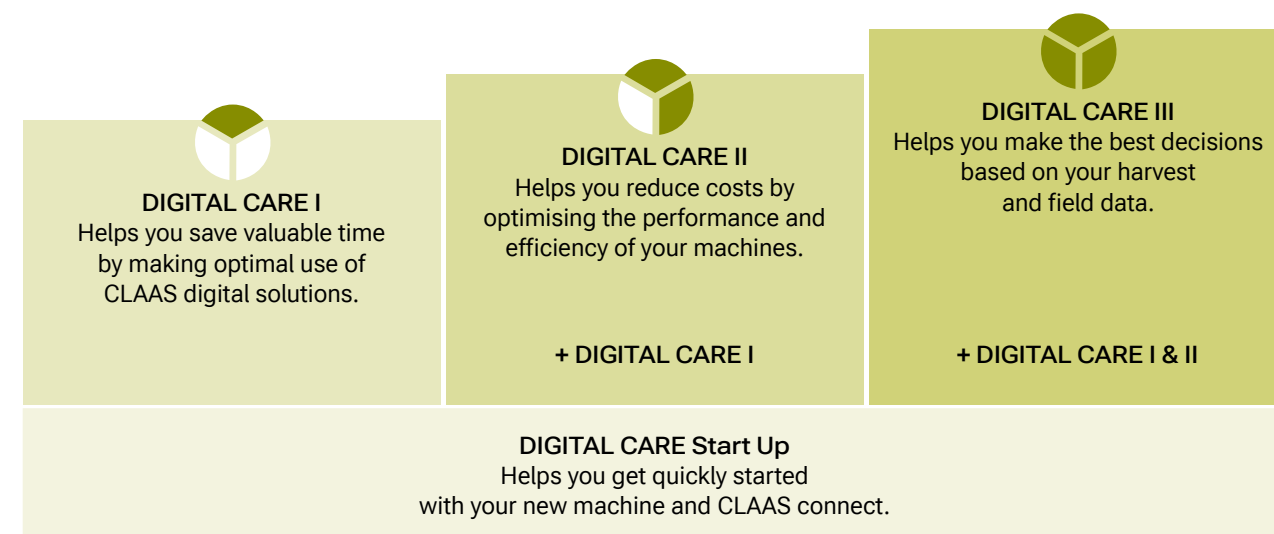 DIGITAL CARE I
Helps you save valuable time
by making optimal use of
CLAAS digital solutions.
DIGITAL CARE II
Helps you reduce costs by
optimising the performance and
efficiency of your machines.
+ DIGITAL CARE I
DIGITAL CARE III
Helps you make the best decisions
based on your harvest
and field data.
+ DIGITAL CARE I & II
DIGITAL CARE Start Up
Helps you get quickly started
with your new machine and CLAAS connect.